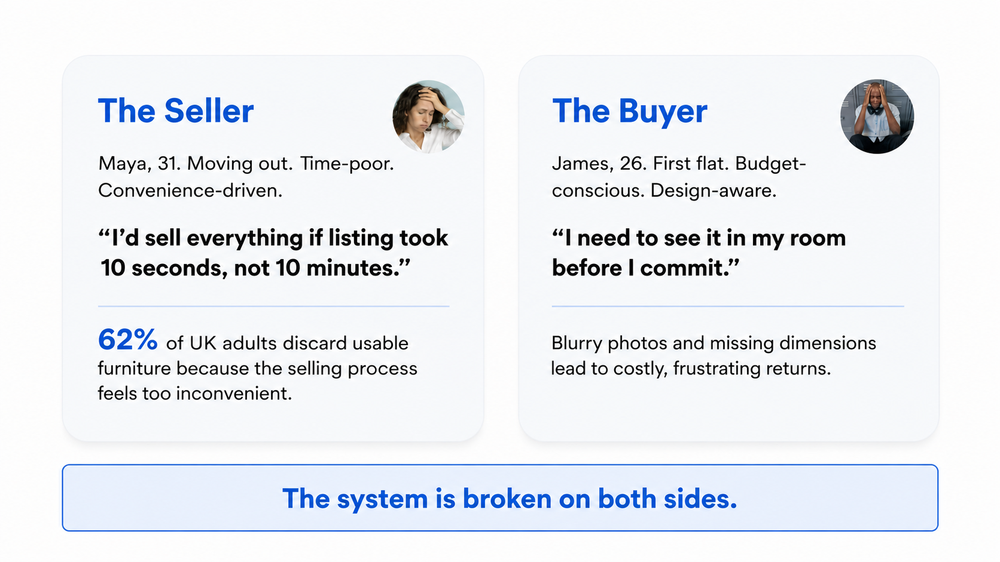 The Seller
Maya, 31. Moving out. Time-poor.
Convenience-driven.
“I’d sell everything if listing took
10 seconds, not 10 minutes.”
62% of UK adults discard usable
furniture because the selling process
feels too inconvenient.
The Buyer
James, 26. First flat. Budget-
conscious. Design-aware.
“I need to see it in my room
before I commit.”
Blurry photos and missing dimensions
lead to costly, frustrating returns.
The system is broken on both sides.